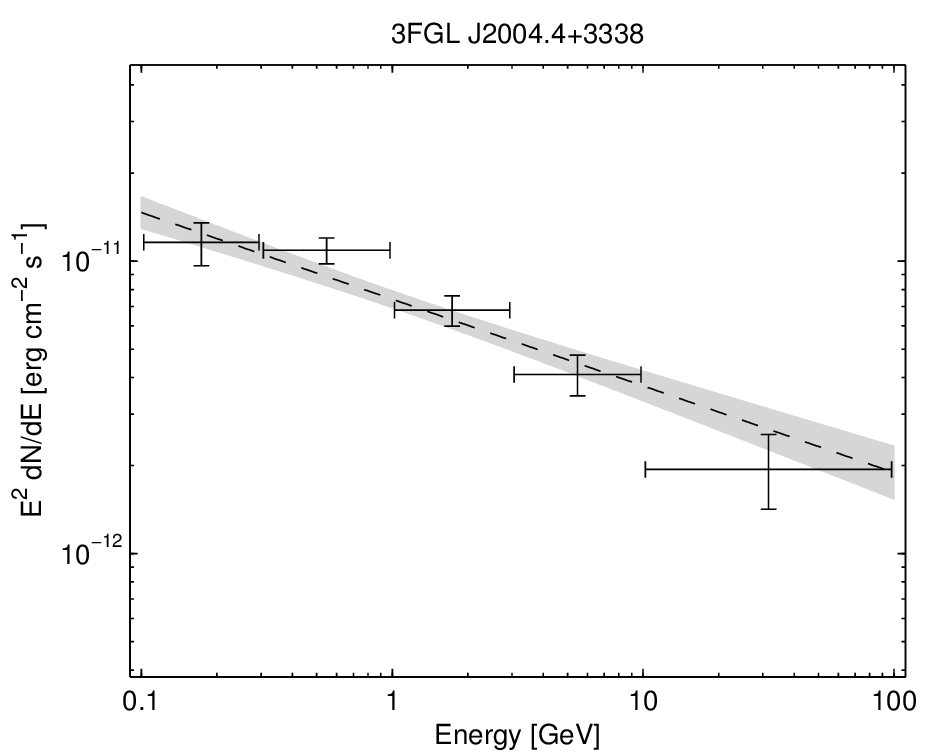 3FGL J2004.4+3338
E² dN/dE [erg cm⁻² s⁻¹]
10⁻¹¹
10⁻¹²
0.1 1 10 100
Energy [GeV]